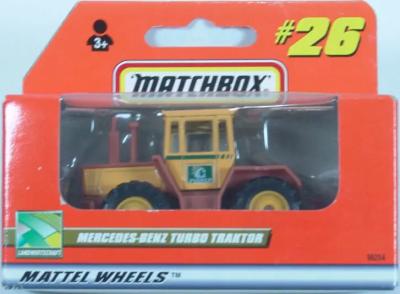 3+
#26
MATCHBOX
LANDWIRTSCHAFT
MERCEDES-BENZ TURBO TRAKTOR
MATTEL WHEELS™